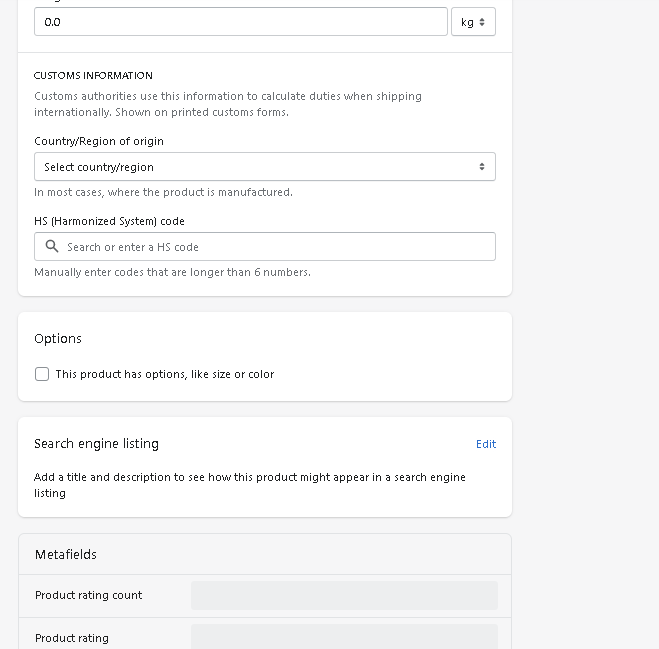 0.0
kg
CUSTOMS INFORMATION
Customs authorities use this information to calculate duties when shipping
internationally. Shown on printed customs forms.
Country/Region of origin
Select country/region
In most cases, where the product is manufactured.
HS (Harmonized System) code
Search or enter a HS code
Manually enter codes that are longer than 6 numbers.
Options
This product has options, like size or color
Search engine listing
Edit
Add a title and description to see how this product might appear in a search engine
listing
Metafields
Product rating count
Product rating